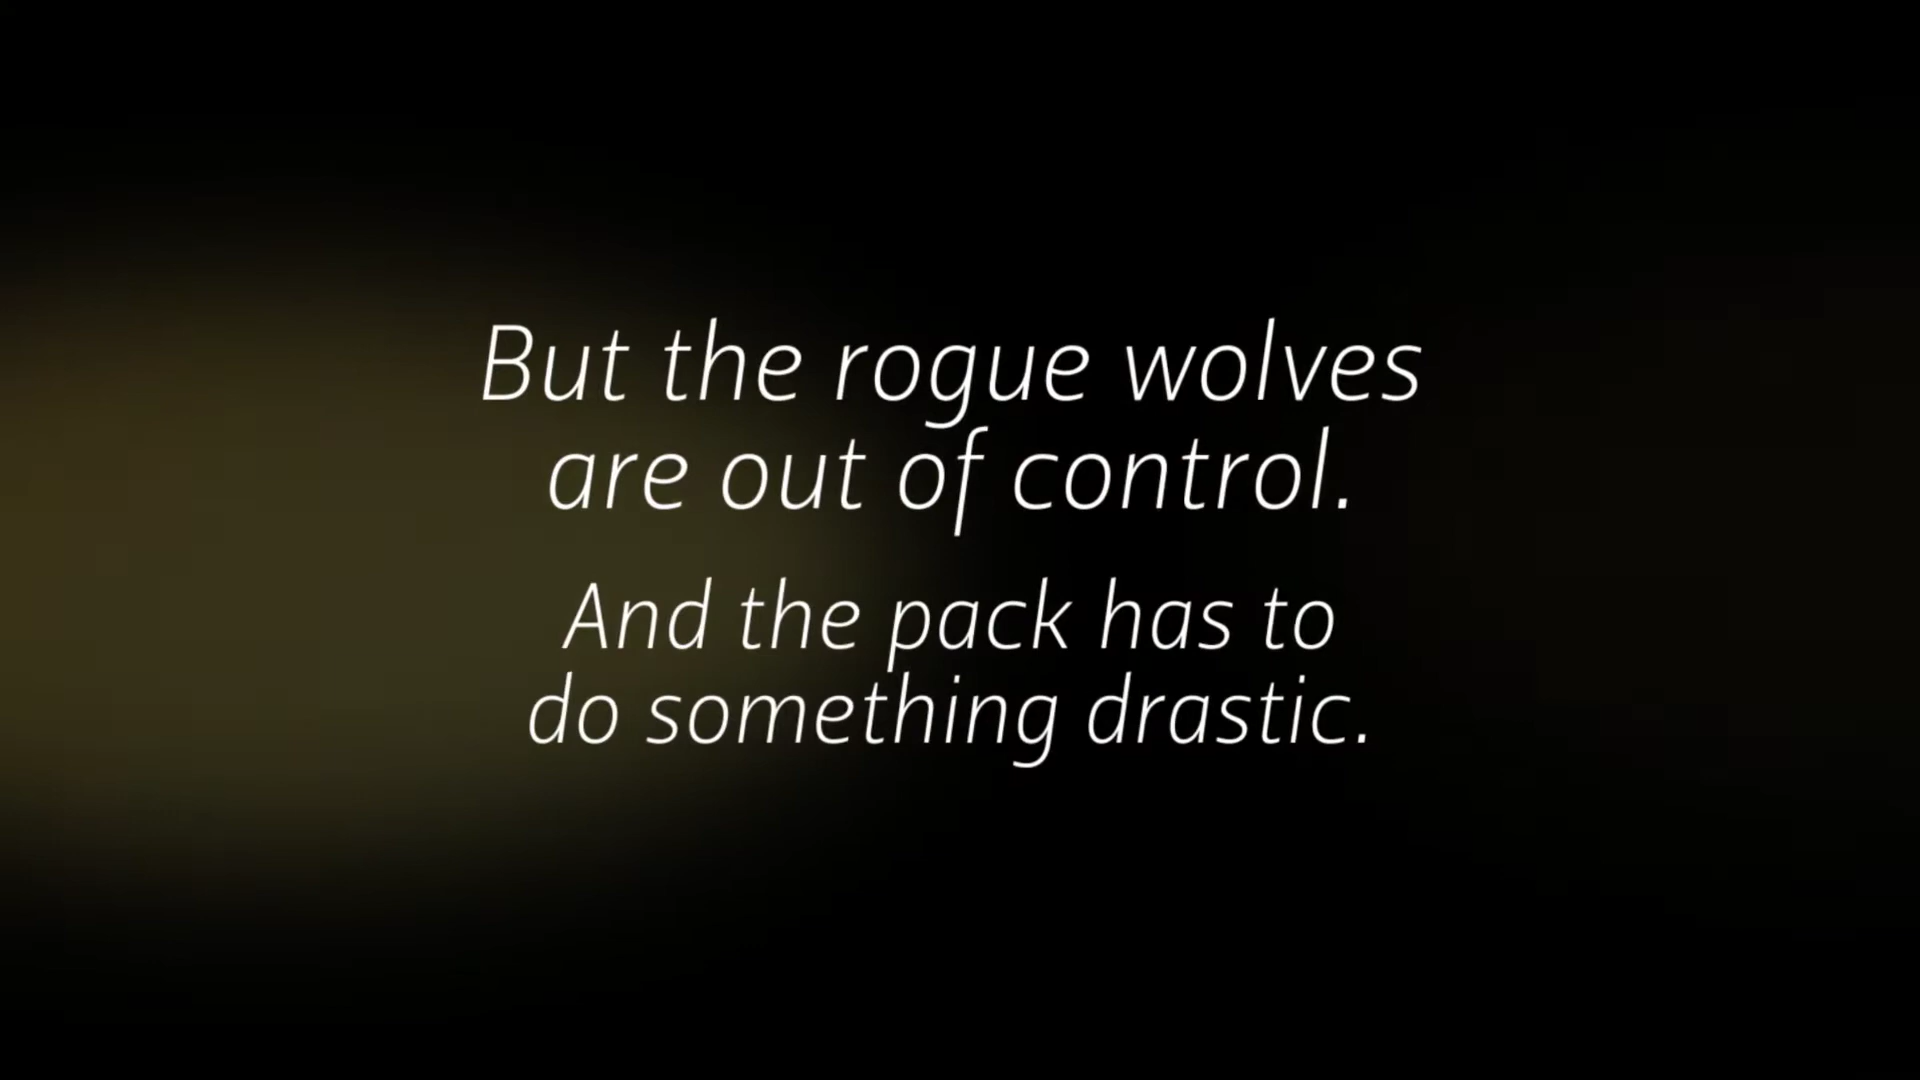 But the rogue wolves
are out of control.
And the pack has to
do something drastic.